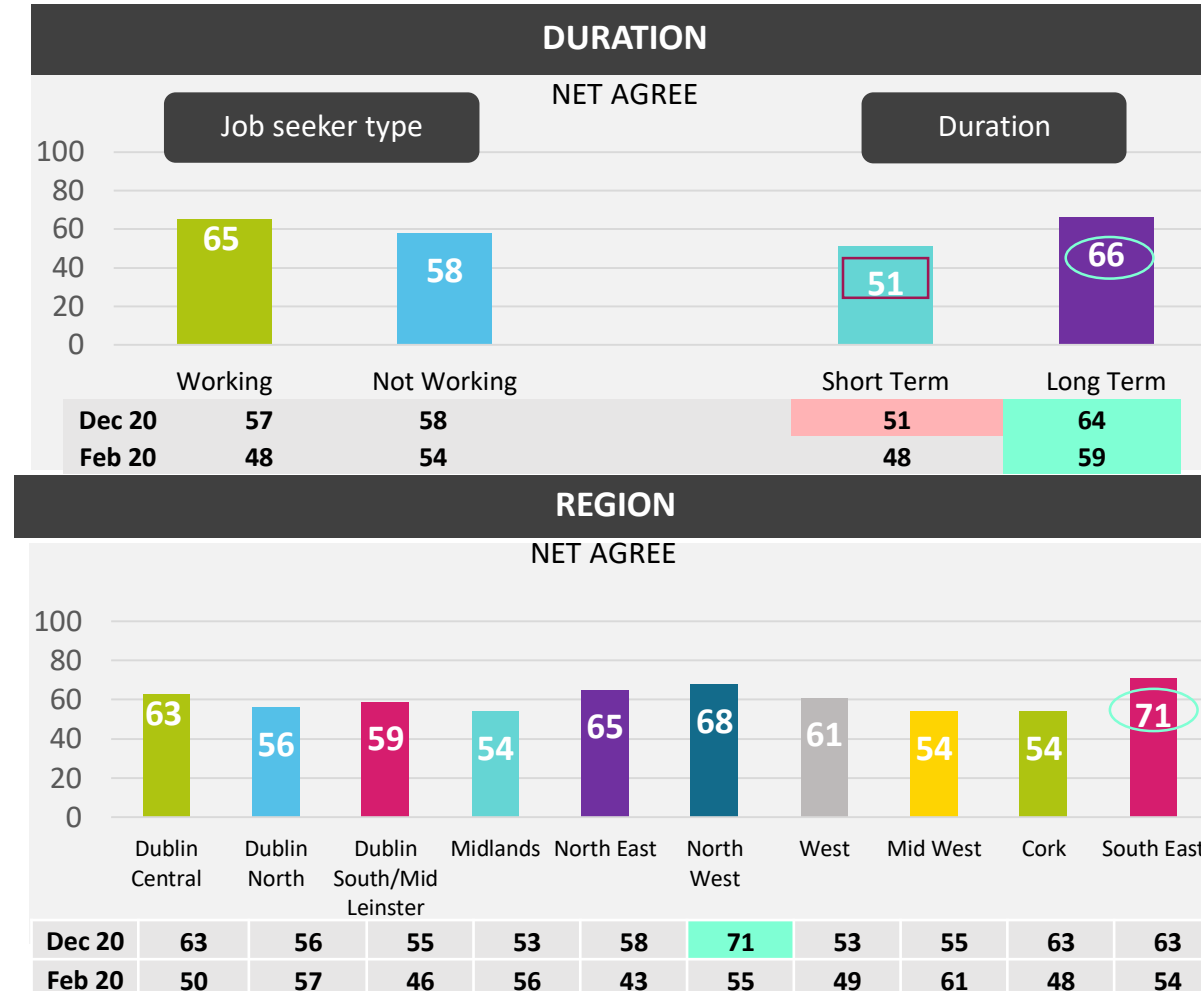 DURATION
NET AGREE
Job seeker type
Duration
100
80
60
40
20
0
65
58
51
66
Working Not Working Short Term Long Term
Dec 20 57 58 51 64
Feb 20 48 54 48 59
REGION
NET AGREE
100
80
60
40
20
0
63 56 59 54 65 68 61 54 54 71
Dublin Dublin Dublin Midlands North East North West Mid West Cork South East
Central North South/Mid West
Leinster
Dec 20 63 56 55 53 58 71 53 55 63 63
Feb 20 50 57 46 56 43 55 49 61 48 54